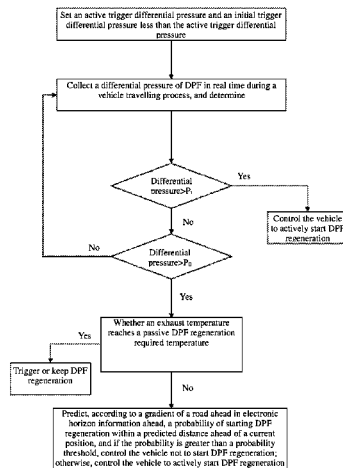 Set an active trigger differential pressure and an initial trigger
differential pressure less than the active trigger differential
pressure
Collect a differential pressure of DPF in real time during a
vehicle travelling process, and determine
Differential
pressure>P₁
Yes
Control the vehicle
to actively start DPF
regeneration
No
Differential
pressure>P₀
No
Yes
Whether an exhaust temperature
reaches a passive DPF regeneration
required temperature
Yes
Trigger or keep DPF
regeneration
No
Predict, according to a gradient of a road ahead in electronic
horizon information ahead, a probability of starting DPF
regeneration within a predicted distance ahead of a current
position, and if the probability is greater than a probability
threshold, control the vehicle not to start DPF regeneration;
otherwise, control the vehicle to actively start DPF regeneration